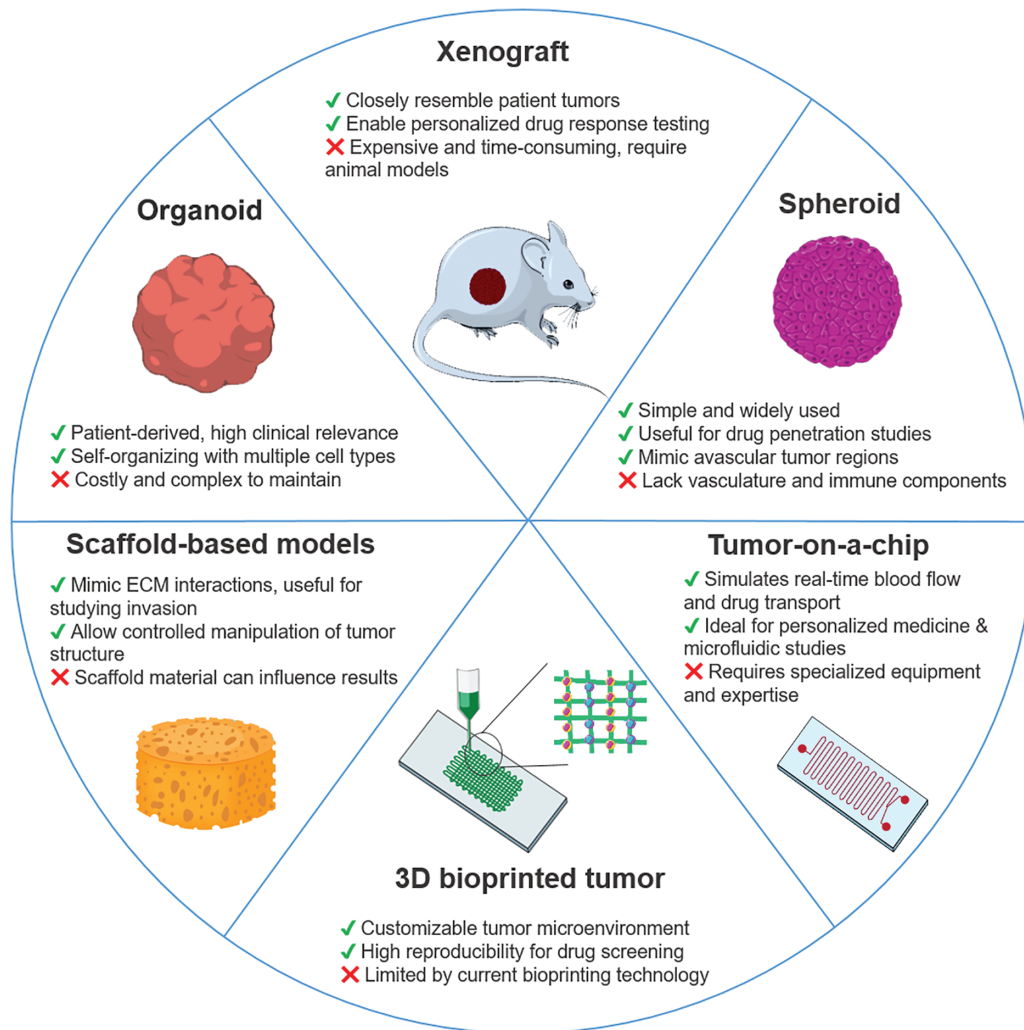 Xenograft
✓ Closely resemble patient tumors
✓ Enable personalized drug response testing
✗ Expensive and time-consuming, require
animal models
Organoid
✓ Patient-derived, high clinical relevance
✓ Self-organizing with multiple cell types
✗ Costly and complex to maintain
Spheroid
✓ Simple and widely used
✓ Useful for drug penetration studies
✓ Mimic avascular tumor regions
✗ Lack vasculature and immune components
Scaffold-based models
✓ Mimic ECM interactions, useful for
studying invasion
✓ Allow controlled manipulation of tumor
structure
✗ Scaffold material can influence results
Tumor-on-a-chip
✓ Simulates real-time blood flow
and drug transport
✓ Ideal for personalized medicine &
microfluidic studies
✗ Requires specialized equipment
and expertise
3D bioprinted tumor
✓ Customizable tumor microenvironment
✓ High reproducibility for drug screening
✗ Limited by current bioprinting technology